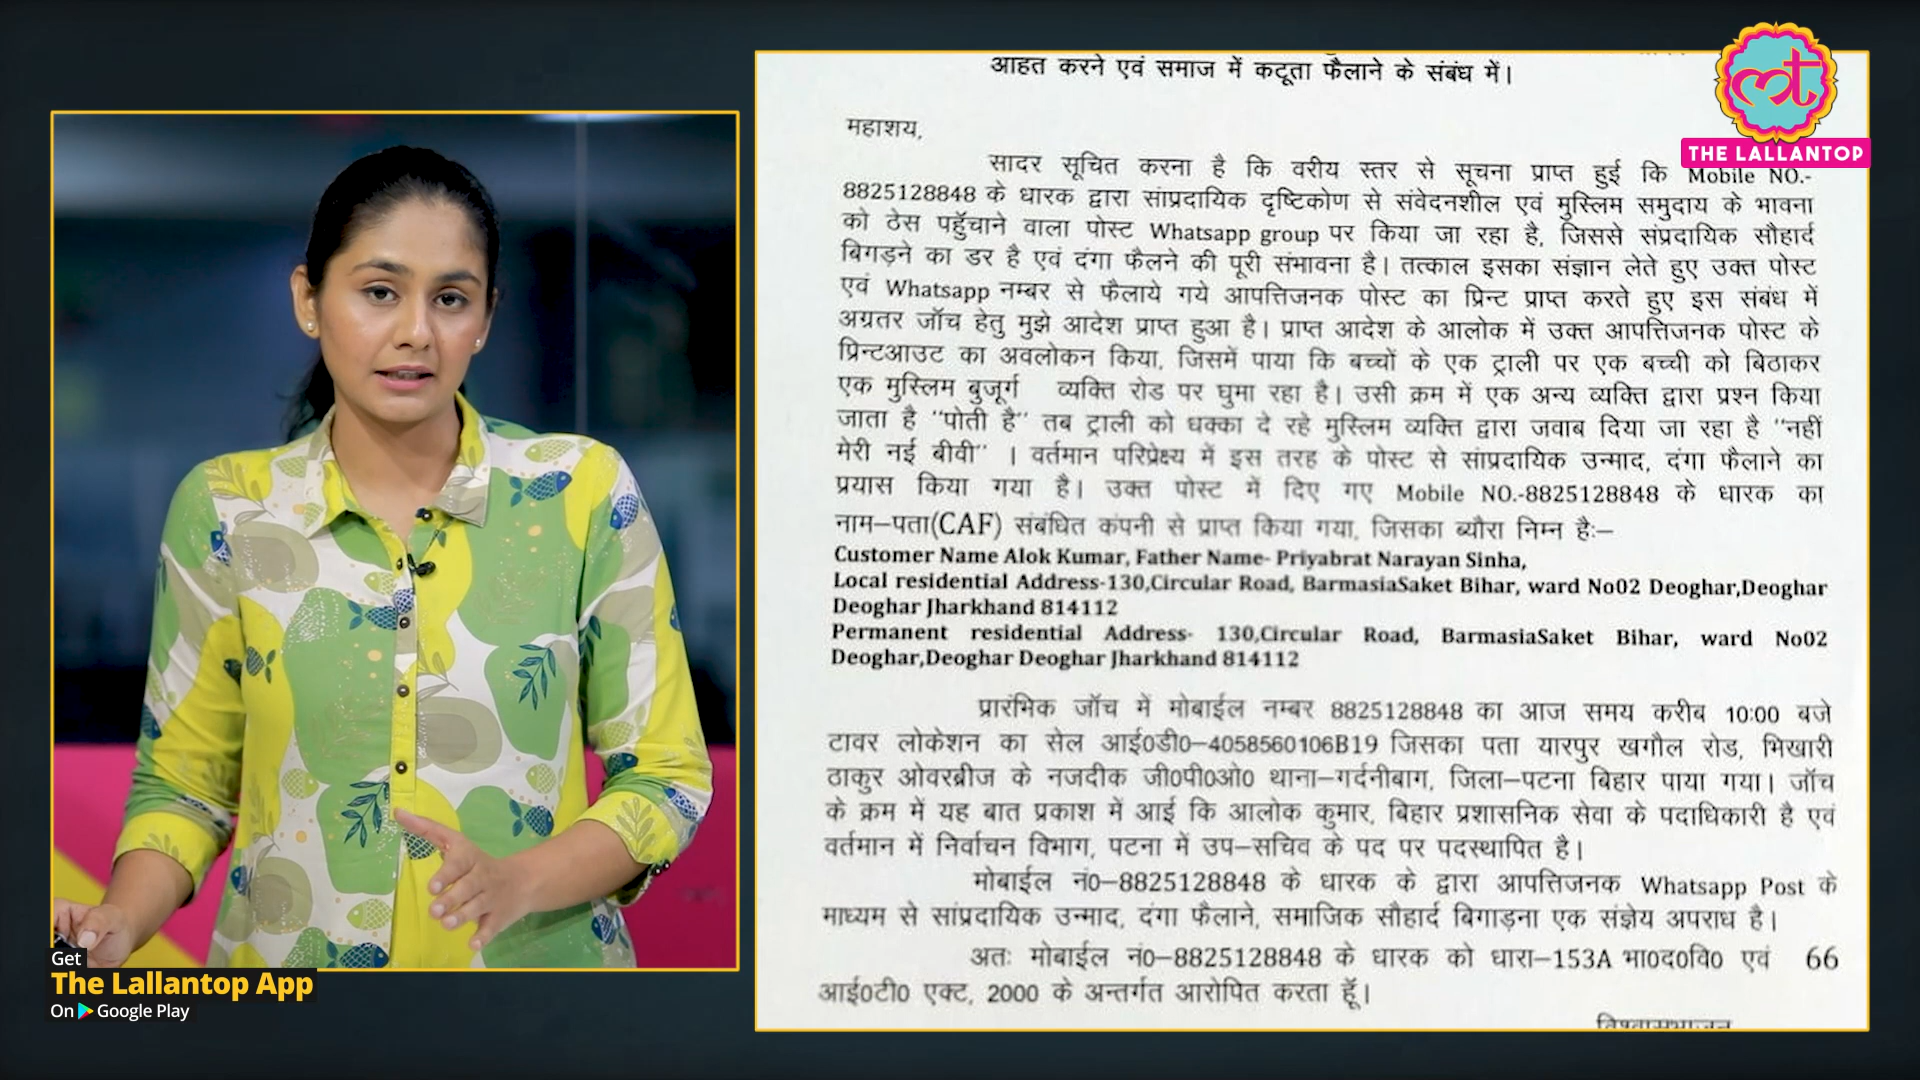 आहत करने एवं समाज में कटूता फैलाने के संबंध में।
महाशय,
सादर सूचित करना है कि वरीय स्तर से सूचना प्राप्त हुई कि Mobile NO.-
8825128848 के धारक द्वारा सांप्रदायिक दृष्टिकोण से संवेदनशील एवं मुस्लिम समुदाय के भावना
को ठेस पहुँचाने वाला पोस्ट Whatsapp group पर किया जा रहा है, जिससे संप्रदायिक सौहार्द
बिगड़ने का डर है एवं दंगा फैलने की पूरी संभावना है। तत्काल इसका संज्ञान लेते हुए उक्त पोस्ट
एवं Whatsapp नम्बर से फैलाये गये आपत्तिजनक पोस्ट का प्रिन्ट प्राप्त करते हुए इस संबंध में
अग्रतर जॉच हेतु मुझे आदेश प्राप्त हुआ है। प्राप्त आदेश के आलोक में उक्त आपत्तिजनक पोस्ट के
प्रिन्टआउट का अवलोकन किया, जिसमें पाया कि बच्चों के एक ट्राली पर एक बच्ची को बिठाकर
एक मुस्लिम बुजूर्ग व्यक्ति रोड पर घुमा रहा है। उसी क्रम में एक अन्य व्यक्ति द्वारा प्रश्न किया
जाता है "पोती है" तब ट्राली को धक्का दे रहे मुस्लिम व्यक्ति द्वारा जवाब दिया जा रहा है "नहीं
मेरी नई बीवी" । वर्तमान परिप्रेक्ष्य में इस तरह के पोस्ट से सांप्रदायिक उन्माद, दंगा फैलाने का
प्रयास किया गया है। उक्त पोस्ट में दिए गए Mobile NO.-8825128848 के धारक का
नाम–पता(CAF) संबंधित कंपनी से प्राप्त किया गया, जिसका ब्यौरा निम्न हैः–
Customer Name Alok Kumar, Father Name- Priyabrat Narayan Sinha,
Local residential Address-130,Circular Road, BarmasiaSaket Bihar, ward No02 Deoghar,Deoghar
Deoghar Jharkhand 814112
Permanent residential Address- 130,Circular Road, BarmasiaSaket Bihar, ward No02
Deoghar,Deoghar Deoghar Jharkhand 814112
प्रारंभिक जॉच में मोबाईल नम्बर 8825128848 का आज समय करीब 10:00 बजे
टावर लोकेशन का सेल आई0डी0–4058560106B19 जिसका पता यारपुर खगौल रोड, भिखारी
ठाकुर ओवरब्रीज के नजदीक जी0पी0ओ0 थाना–गर्दनीबाग, जिला–पटना बिहार पाया गया। जॉच
के क्रम में यह बात प्रकाश में आई कि आलोक कुमार, बिहार प्रशासनिक सेवा के पदाधिकारी है एवं
वर्तमान में निर्वाचन विभाग, पटना में उप–सचिव के पद पर पदस्थापित है।
मोबाईल नं0–8825128848 के धारक के द्वारा आपत्तिजनक Whatsapp Post के
माध्यम से सांप्रदायिक उन्माद, दंगा फैलाने, समाजिक सौहार्द बिगाड़ना एक संज्ञेय अपराध है।
अतः मोबाईल नं0–8825128848 के धारक को धारा–153A भा0द0वि0 एवं 66
आई0टी0 एक्ट, 2000 के अन्तर्गत आरोपित करता हूँ।
विश्वासभाजन
THE LALLANTOP
Get
The Lallantop App
On Google Play